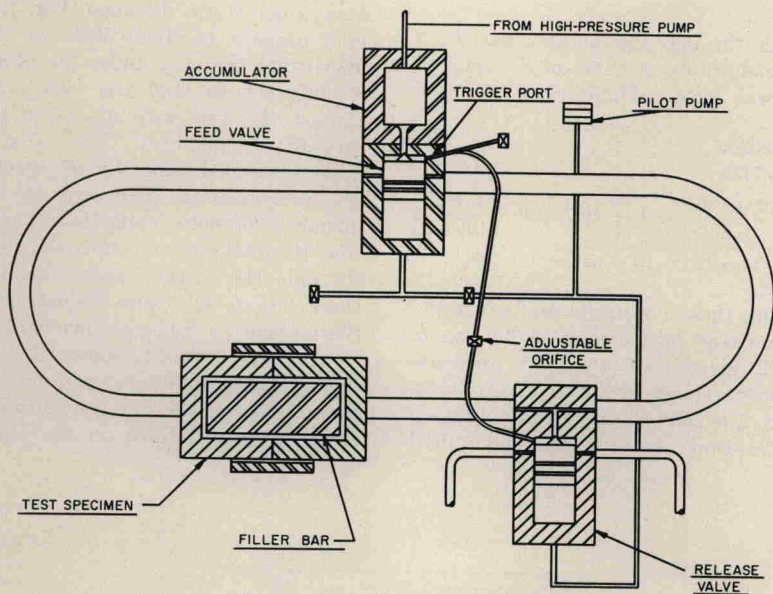 FROM HIGH-PRESSURE PUMP
ACCUMULATOR
TRIGGER PORT
PILOT PUMP
FEED VALVE
ADJUSTABLE
ORIFICE
TEST SPECIMEN
FILLER BAR
RELEASE
VALVE